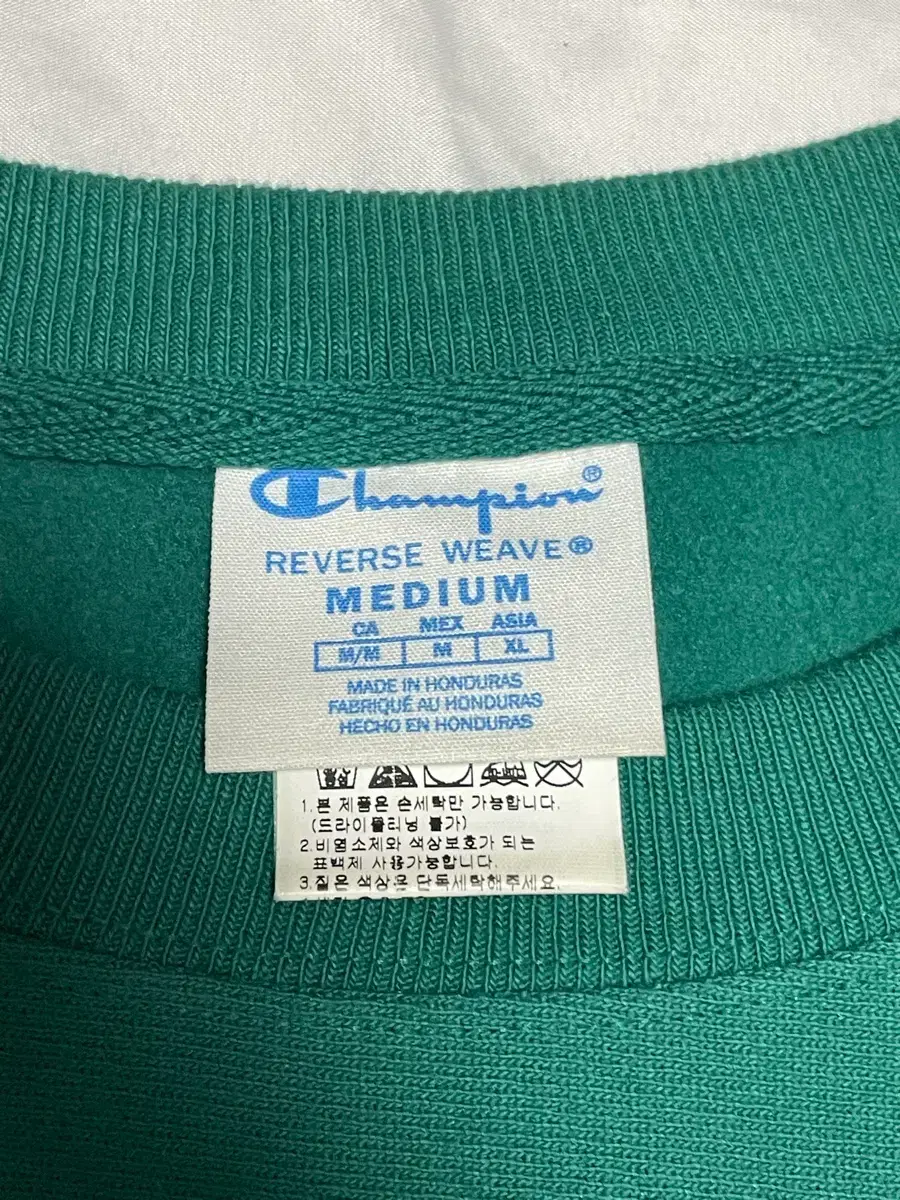 Champion®
REVERSE WEAVE®
MEDIUM
CA MEX ASIA
M/M M XL
MADE IN HONDURAS
FABRIQUÉ AU HONDURAS
HECHO EN HONDURAS
1.본 제품은 손세탁만 가능합니다.
(드라이클리닝 불가)
2.비염소제와 색상보호가 되는
표백제 사용가능합니다.
3.짙은 색상은 단독세탁해주세요.